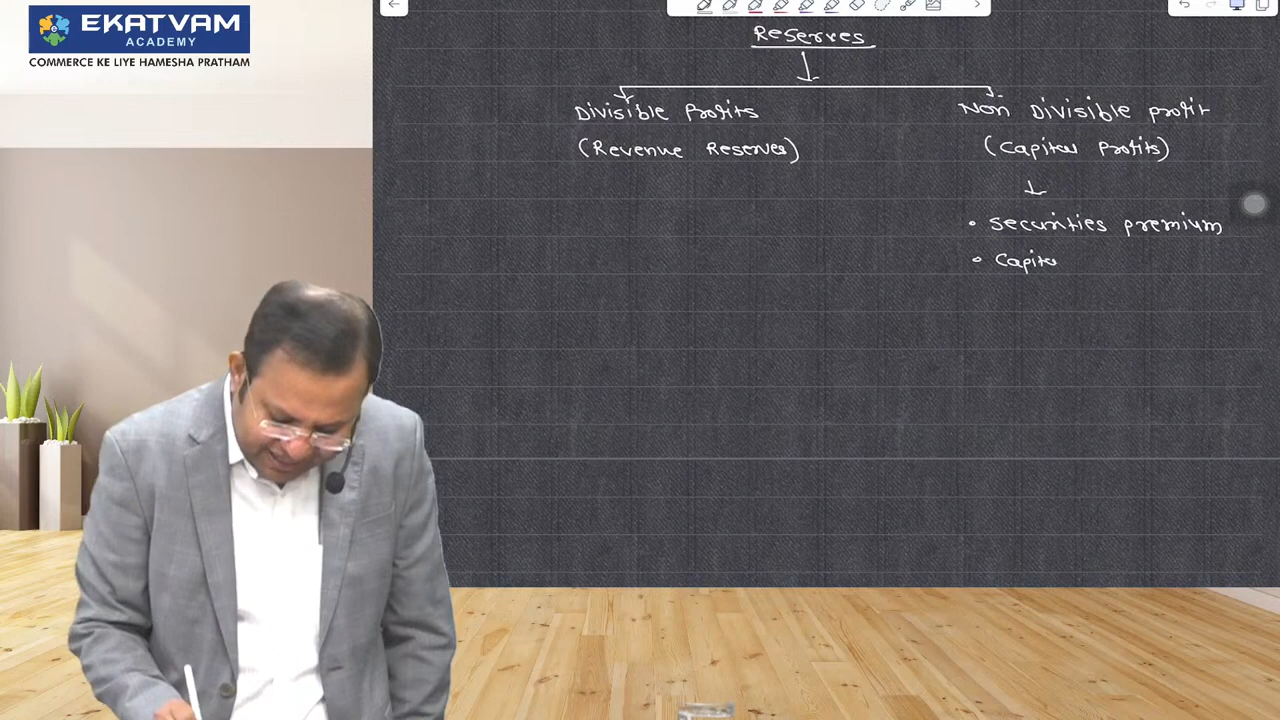 EKATVAM
ACADEMY
COMMERCE KE LIYE HAMESHA PRATHAM
Reserves
Divisible Profits
(Revenue Reserves)
Non Divisible profit
(Capital Profits)
• Securities premium
• Capita